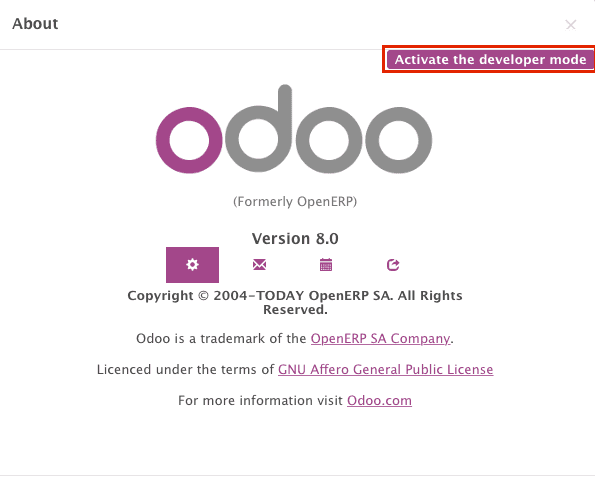 About
Activate the developer mode
odoo
(Formerly OpenERP)
Version 8.0
Copyright © 2004-TODAY OpenERP SA. All Rights
Reserved.
Odoo is a trademark of the OpenERP SA Company.
Licenced under the terms of GNU Affero General Public License
For more information visit Odoo.com